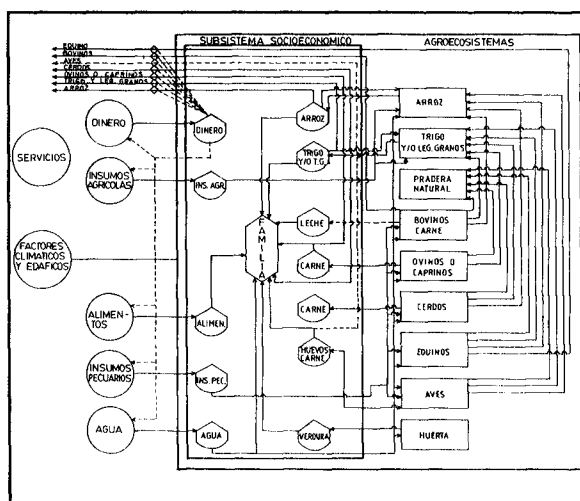 SUBSISTEMA SOCIOECONOMICO
AGROECOSISTEMAS
EQUINO
BOVINOS
AVES
CERDOS
OVINOS O CAPRINOS
TRIGO Y LEG. GRANOS
ARROZ
DINERO
SERVICIOS
INSUMOS
AGRICOLAS
FACTORES
CLIMATICOS
Y EDAFICOS
ALIMEN-
TOS
INSUMOS
PECUARIOS
AGUA
DINERO
INS. AGR.
ALIMEN.
INS. PEC.
AGUA
FAMILIA
ARROZ
TRIGO
Y/O T.G.
LECHE
CARNE
CARNE
HUEVOS
CARNE
VERDURA
ARROZ
TRIGO
Y/O LEG. GRANOS
PRADERA
NATURAL
BOVINOS
CARNE
OVINOS O
CAPRINOS
CERDOS
EQUINOS
AVES
HUERTA